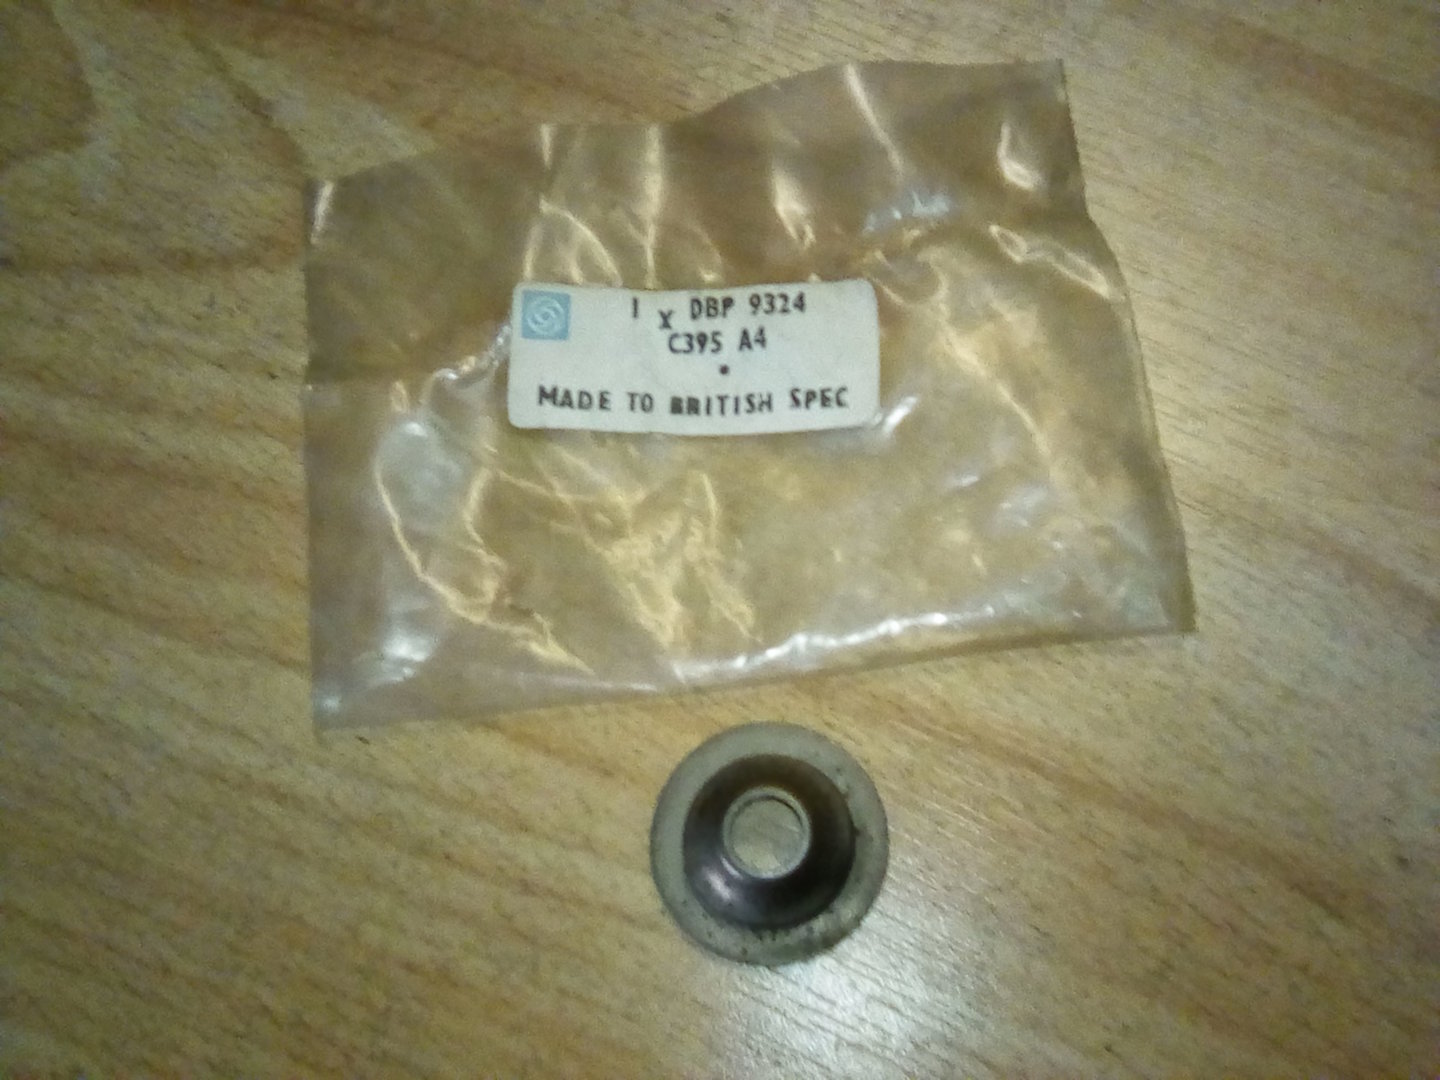 1 x DBP 9324
C395 A4
MADE TO BRITISH SPEC